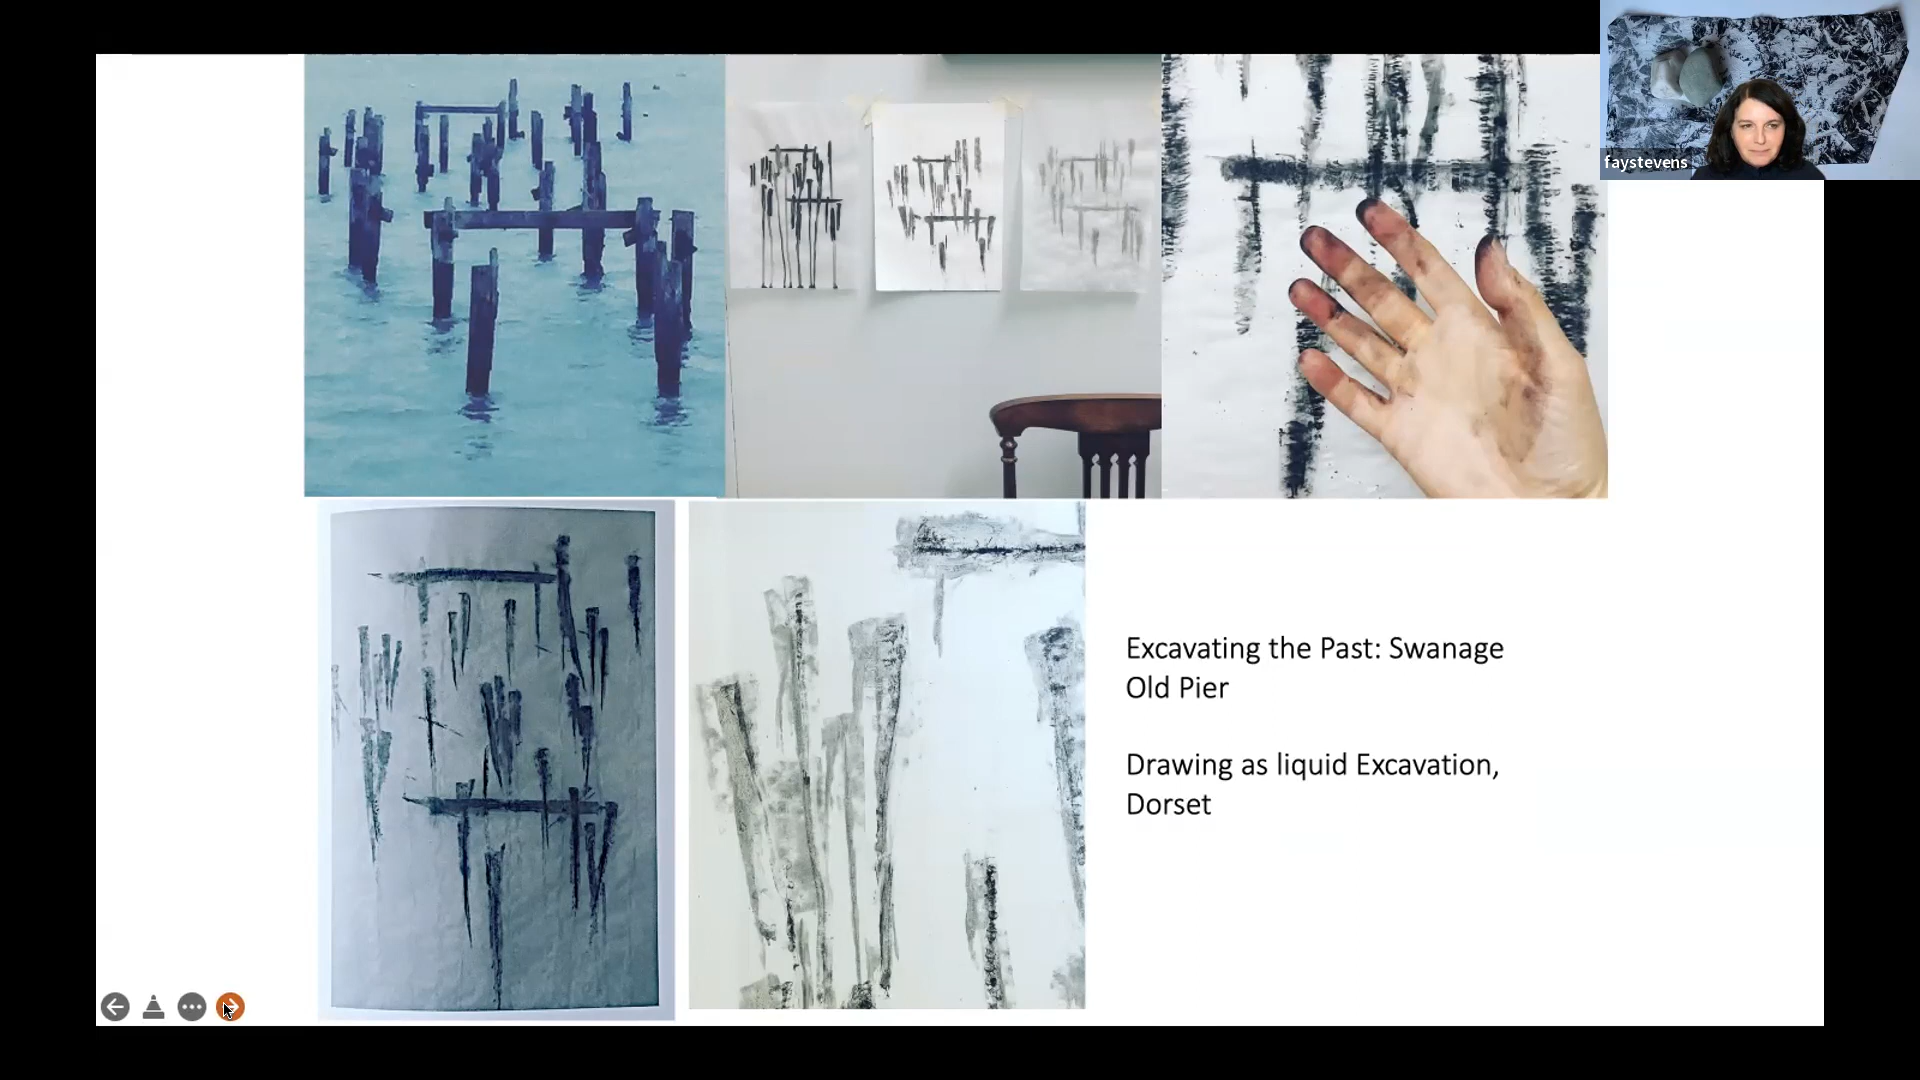 faystevens
Excavating the Past: Swanage
Old Pier
Drawing as liquid Excavation,
Dorset